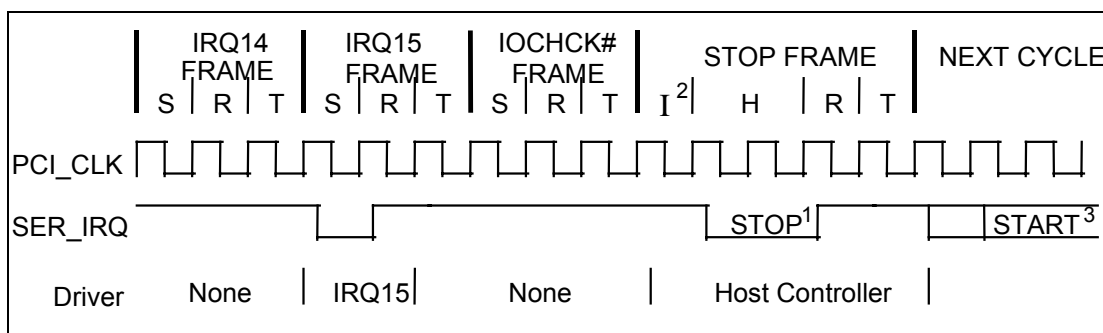 IRQ14 FRAME IRQ15 FRAME IOCHCK# FRAME STOP FRAME NEXT CYCLE
S R T S R T S R T I² H R T
PCI_CLK
SER_IRQ STOP¹ START³
Driver None IRQ15 None Host Controller